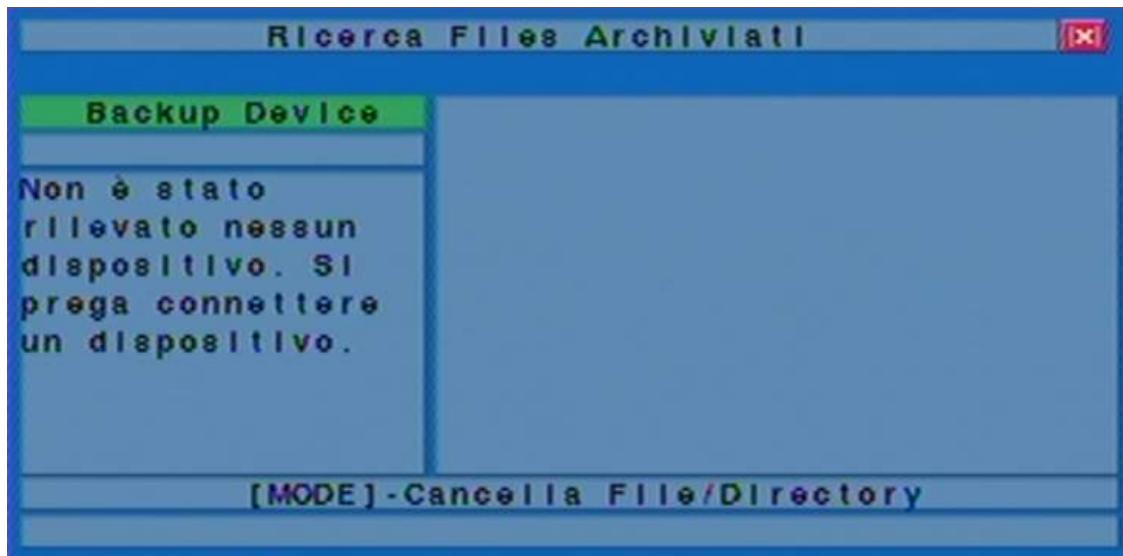 Ricerca Files Archiviati
[X]
Backup Device
Non è stato
rilevato nessun
dispositivo. Si
prega connettere
un dispositivo.
[MODE]-Cancella File/Directory